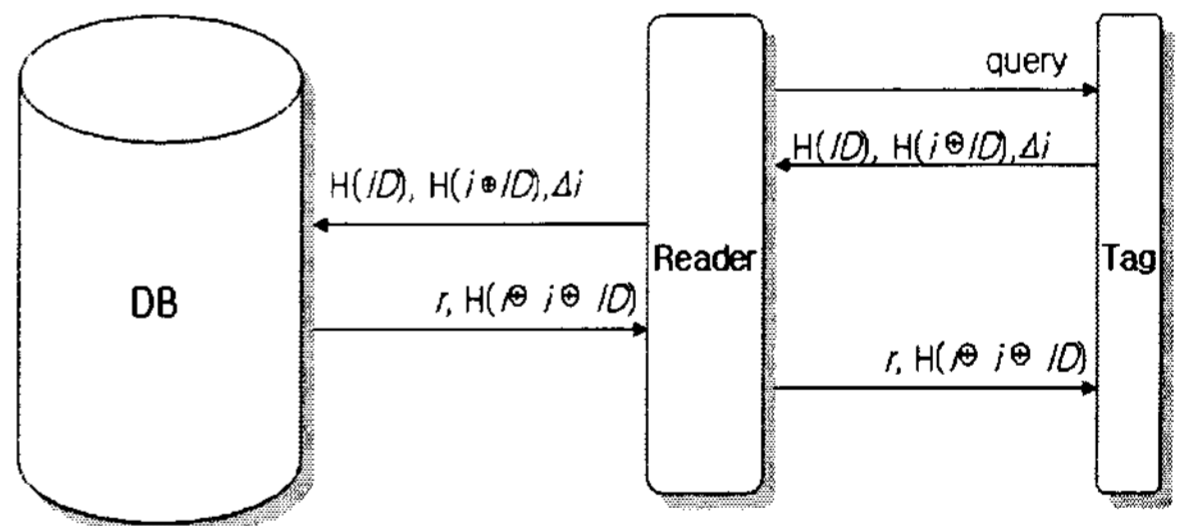 query
H(ID), H(i⊕ID),Δi
H(ID), H(i⊕ID),Δi
Reader
Tag
DB
r, H(r⊕ i⊕ ID)
r, H(r⊕ i⊕ ID)